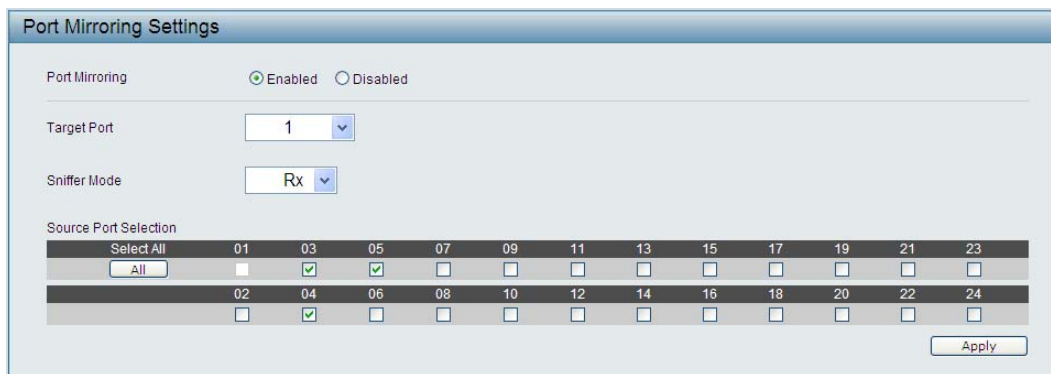 Port Mirroring Settings
Port Mirroring Enabled Disabled
Target Port 1
Sniffer Mode Rx
Source Port Selection
Select All 01 03 05 07 09 11 13 15 17 19 21 23
All
02 04 06 08 10 12 14 16 18 20 22 24
Apply